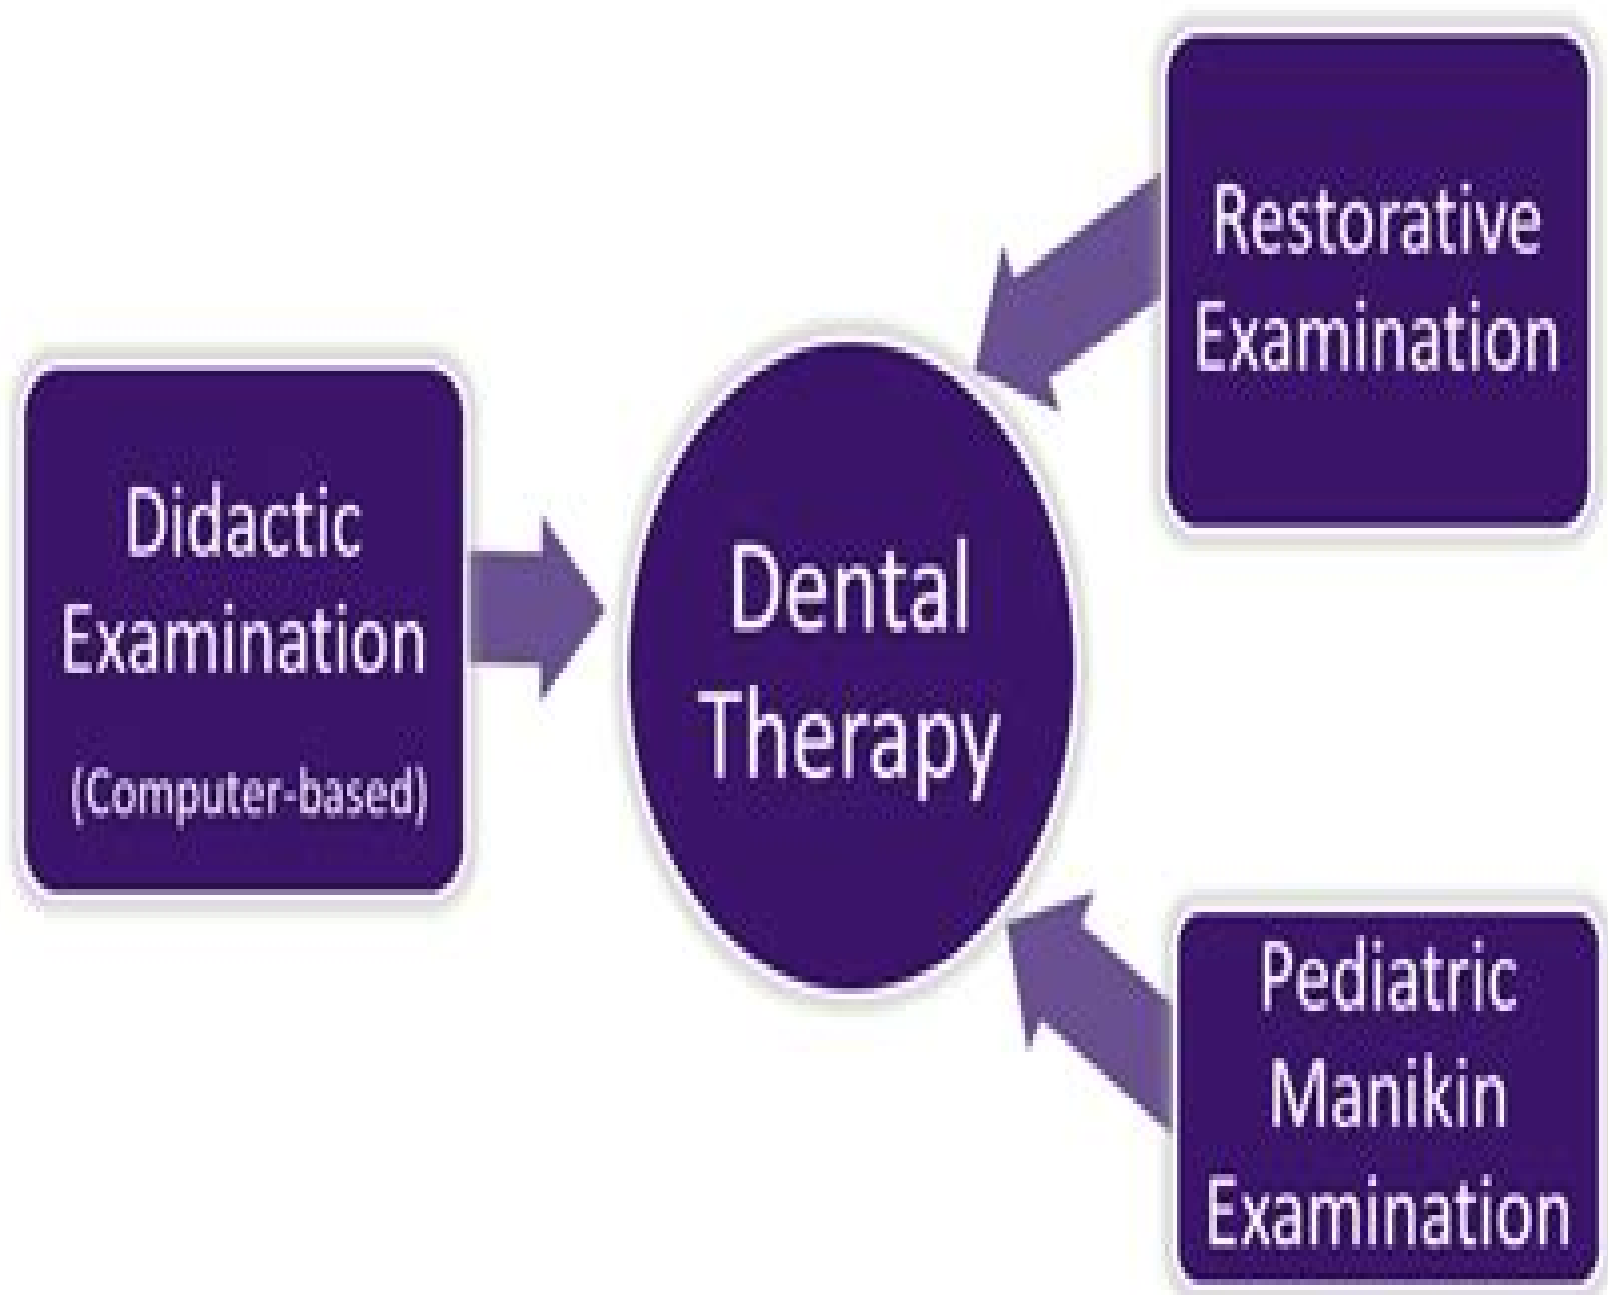 Didactic
Examination
(Computer-based)
Dental
Therapy
Restorative
Examination
Pediatric
Manikin
Examination